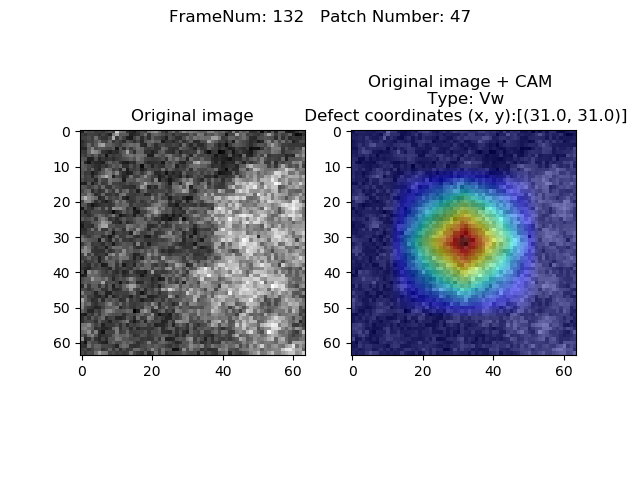 FrameNum: 132   Patch Number: 47
Original image
0
10
20
30
40
50
60
0 20 40 60
Original image + CAM
Type: Vw
Defect coordinates (x, y):[(31.0, 31.0)]
0
10
20
30
40
50
60
0 20 40 60